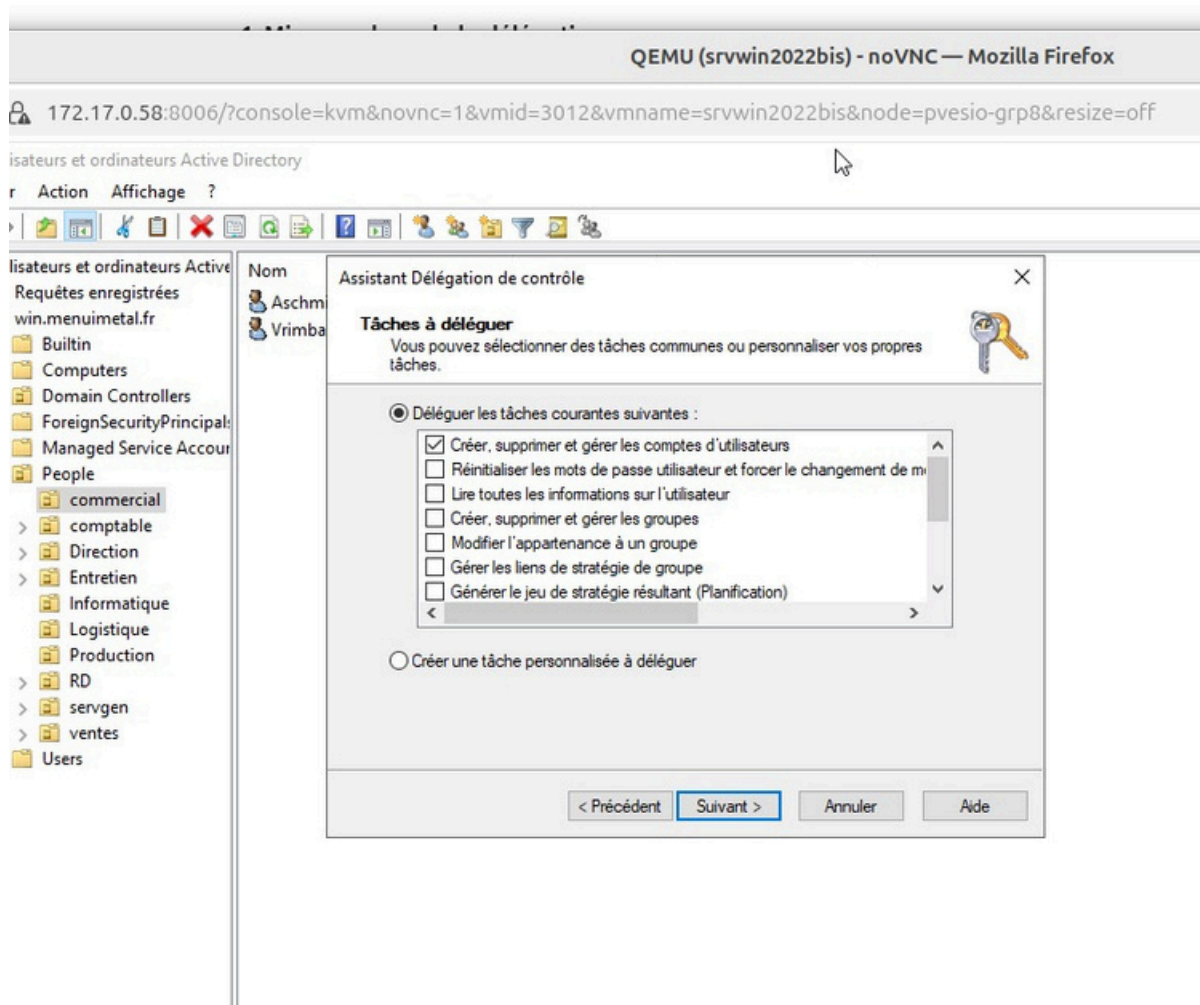 QEMU (srvwin2022bis) - noVNC — Mozilla Firefox
172.17.0.58:8006/?console=kvm&novnc=1&vmid=3012&vmname=srvwin2022bis&node=pvesio-grp8&resize=off
isateurs et ordinateurs Active Directory
r Action Affichage ?
lisateurs et ordinateurs Active
Requêtes enregistrées
win.menuimetal.fr
Builtin
Computers
Domain Controllers
ForeignSecurityPrincipal
Managed Service Accour
People
commercial
comptable
Direction
Entretien
Informatique
Logistique
Production
RD
servgen
ventes
Users
Nom
Aschmi
Vrimba
Assistant Délégation de contrôle
Tâches à déléguer
Vous pouvez sélectionner des tâches communes ou personnaliser vos propres
tâches.
Déléguer les tâches courantes suivantes :
Créer, supprimer et gérer les comptes d'utilisateurs
Réinitialiser les mots de passe utilisateur et forcer le changement de m
Lire toutes les informations sur l'utilisateur
Créer, supprimer et gérer les groupes
Modifier l'appartenance à un groupe
Gérer les liens de stratégie de groupe
Générer le jeu de stratégie résultant (Planification)
Créer une tâche personnalisée à déléguer
< Précédent
Suivant >
Annuler
Aide